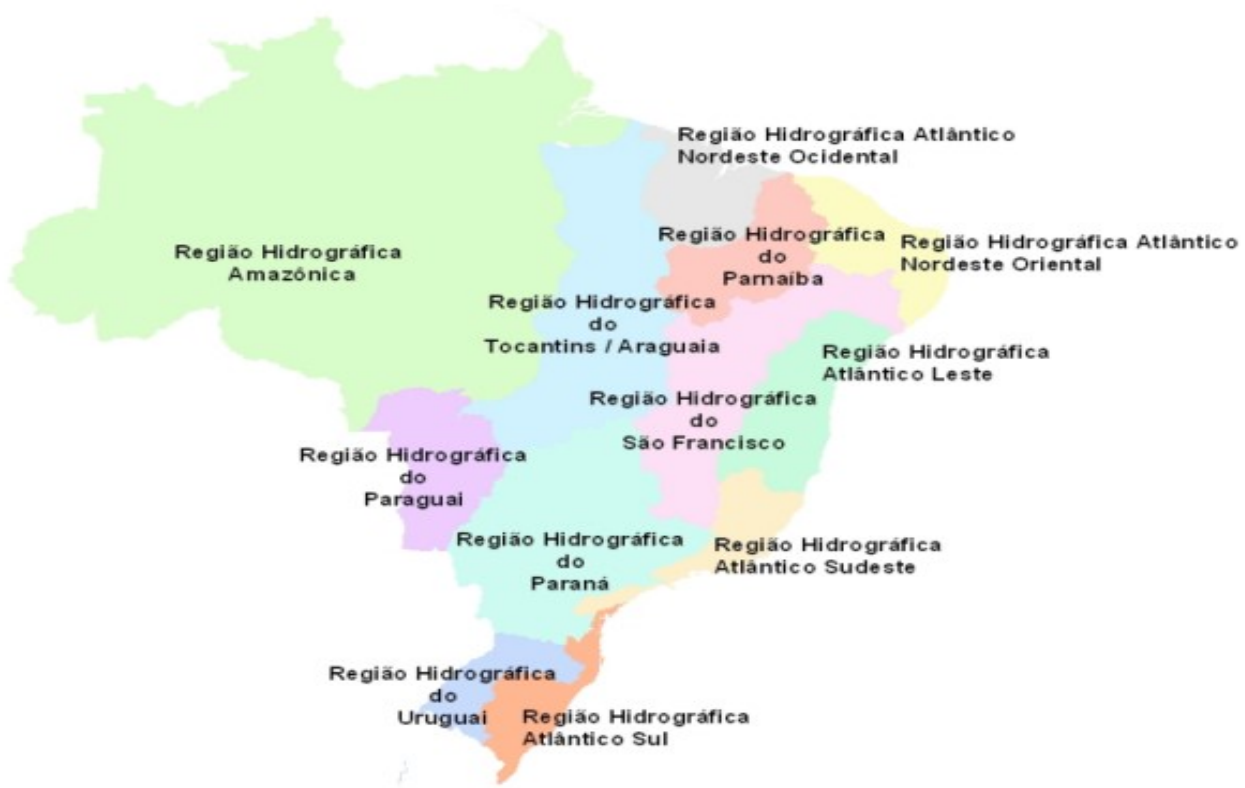 Região Hidrográfica Atlântico
Nordeste Ocidental
Região Hidrográfica
do
Parnaíba
Região Hidrográfica Atlântico
Nordeste Oriental
Região Hidrográfica
Amazônica
Região Hidrográfica
do
Tocantins / Araguaia
Região Hidrográfica
Atlântico Leste
Região Hidrográfica
do
São Francisco
Região Hidrográfica
do
Paraguai
Região Hidrográfica
do
Paraná
Região Hidrográfica
Atlântico Sudeste
Região Hidrográfica
do
Uruguai
Região Hidrográfica
Atlântico Sul